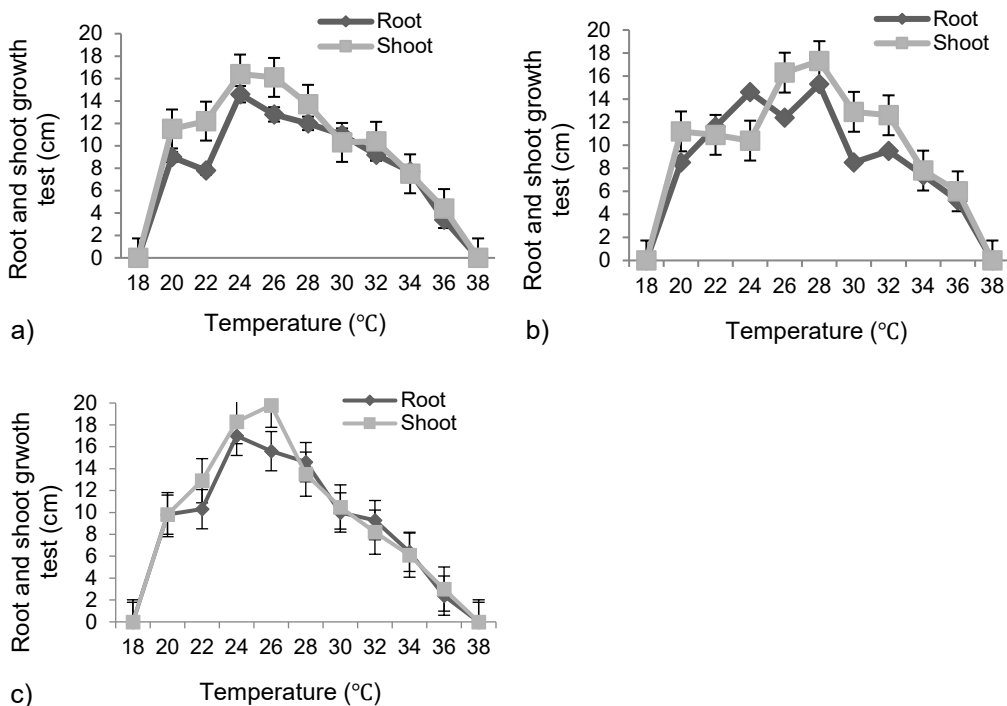 Root
Shoot
20
18
16
14
12
10
8
6
4
2
0
Root and shoot growth
test (cm)
18 20 22 24 26 28 30 32 34 36 38
Temperature (℃)
a)
Root
Shoot
20
18
16
14
12
10
8
6
4
2
0
Root and shoot growth
test (cm)
18 20 22 24 26 28 30 32 34 36 38
Temperature (℃)
b)
Root
Shoot
20
18
16
14
12
10
8
6
4
2
0
Root and shoot grwoth
test (cm)
18 20 22 24 26 28 30 32 34 36 38
Temperature (℃)
c)